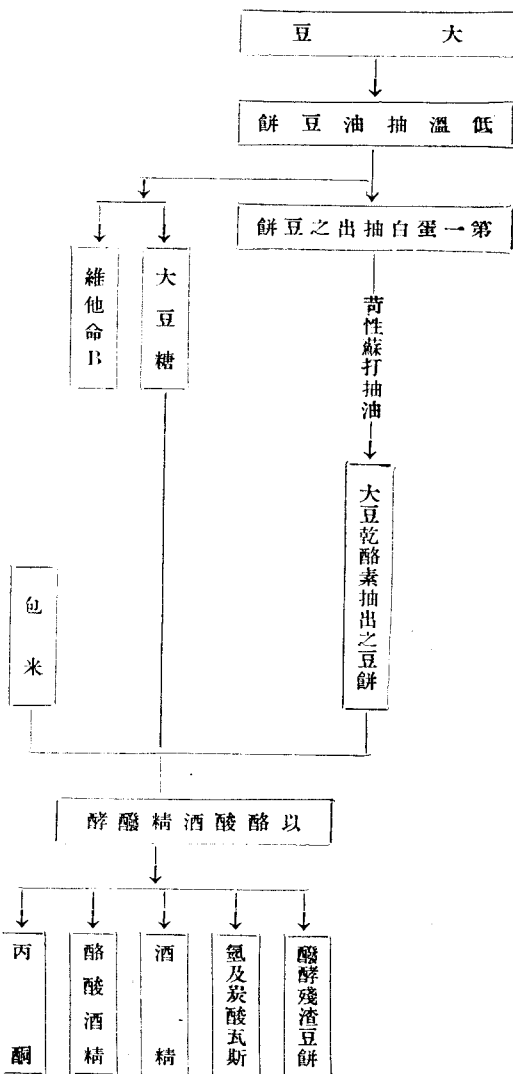 大豆
低溫抽油豆餅
第一蛋白抽出之豆餅
大豆糖
維他命B
苛性蘇打抽油
大豆乾酪素抽出之豆餅
包米
以酪酸酒精醱酵
醱酵殘渣豆餅
氫及炭酸瓦斯
酒精
酪酸酒精
丙酮